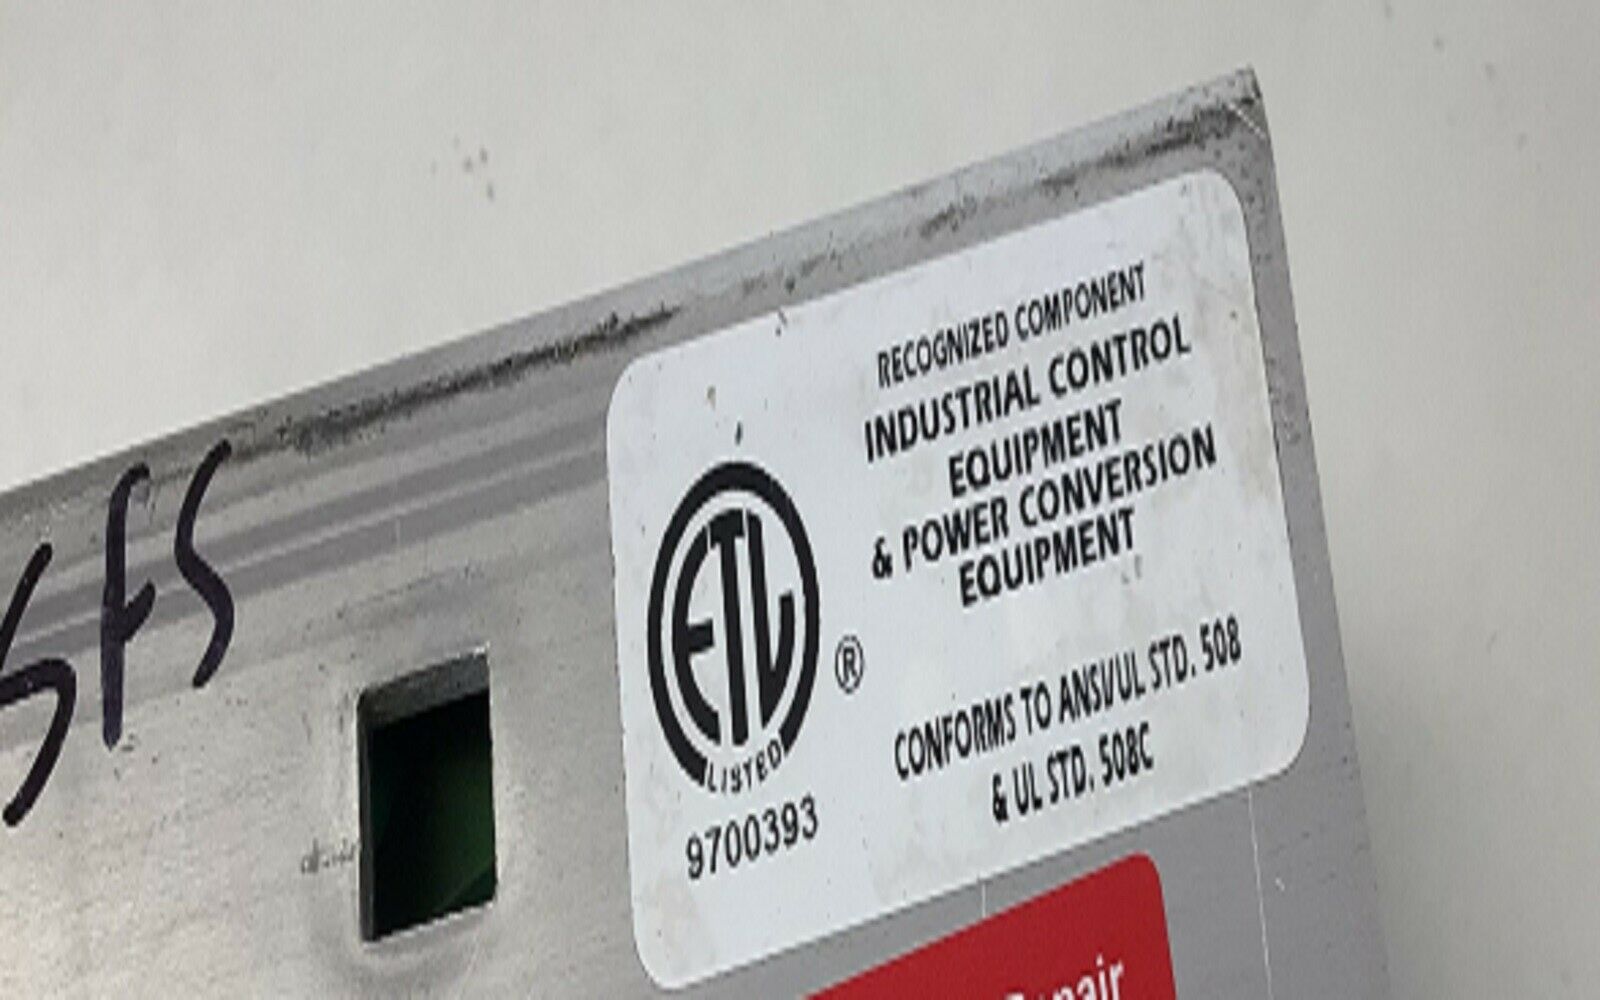 RECOGNIZED COMPONENT
INDUSTRIAL CONTROL
EQUIPMENT
& POWER CONVERSION
EQUIPMENT
ETL
®
LISTED
9700393
CONFORMS TO ANSI/UL STD. 508
& UL STD. 508C